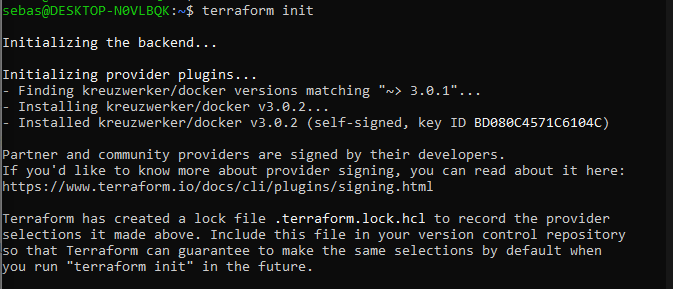 sebas@DESKTOP-N0VLBQK:~$ terraform init
Initializing the backend...
Initializing provider plugins...
- Finding kreuzwerker/docker versions matching "~> 3.0.1"...
- Installing kreuzwerker/docker v3.0.2...
- Installed kreuzwerker/docker v3.0.2 (self-signed, key ID BD080C4571C6104C)
Partner and community providers are signed by their developers.
If you'd like to know more about provider signing, you can read about it here:
https://www.terraform.io/docs/cli/plugins/signing.html
Terraform has created a lock file .terraform.lock.hcl to record the provider
selections it made above. Include this file in your version control repository
so that Terraform can guarantee to make the same selections by default when
you run "terraform init" in the future.